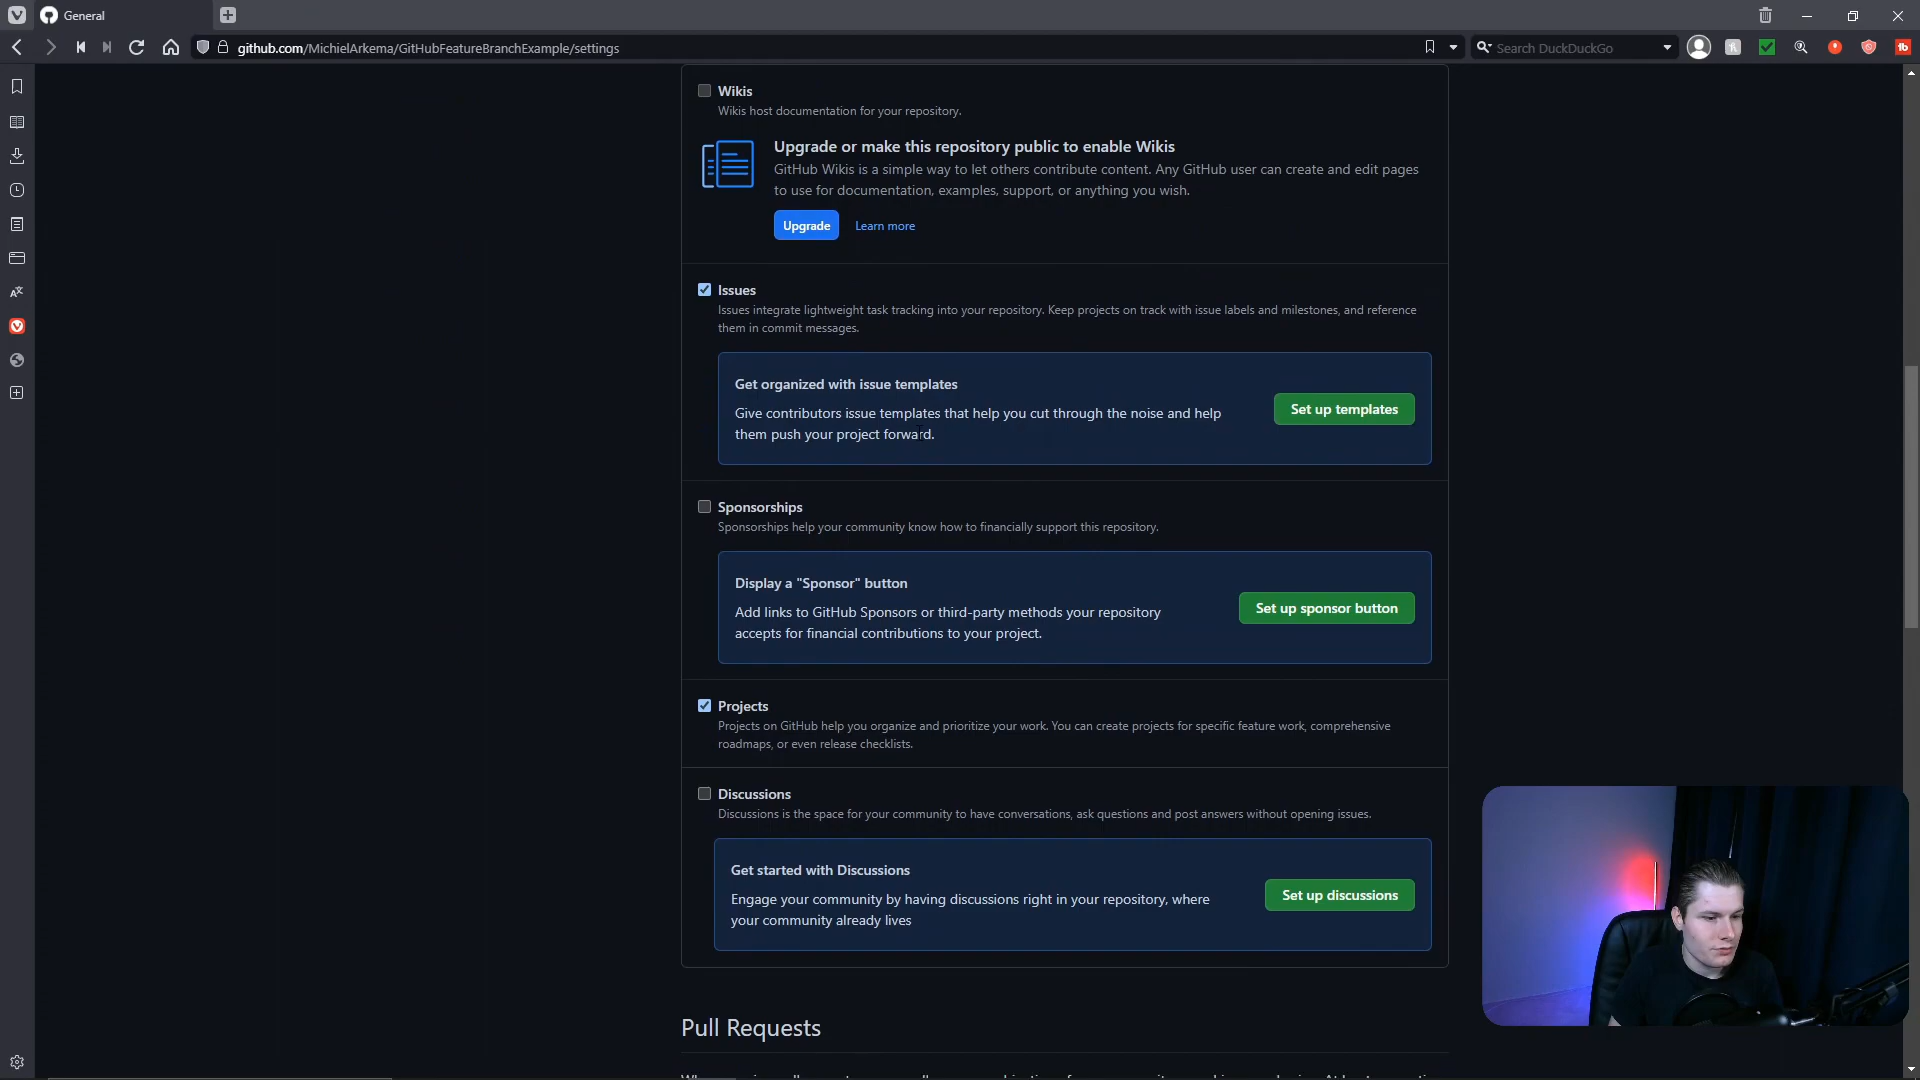 General
github.com/MichielArkema/GitHubFeatureBranchExample/settings
Search DuckDuckGo
Wikis
Wikis host documentation for your repository.
Upgrade or make this repository public to enable Wikis
GitHub Wikis is a simple way to let others contribute content. Any GitHub user can create and edit pages
to use for documentation, examples, support, or anything you wish.
Upgrade
Learn more
Issues
Issues integrate lightweight task tracking into your repository. Keep projects on track with issue labels and milestones, and reference
them in commit messages.
Get organized with issue templates
Give contributors issue templates that help you cut through the noise and help
them push your project forward.
Set up templates
Sponsorships
Sponsorships help your community know how to financially support this repository.
Display a "Sponsor" button
Add links to GitHub Sponsors or third-party methods your repository
accepts for financial contributions to your project.
Set up sponsor button
Projects
Projects on GitHub help you organize and prioritize your work. You can create projects for specific feature work, comprehensive
roadmaps, or even release checklists.
Discussions
Discussions is the space for your community to have conversations, ask questions and post answers without opening issues.
Get started with Discussions
Engage your community by having discussions right in your repository, where
your community already lives
Set up discussions
Pull Requests